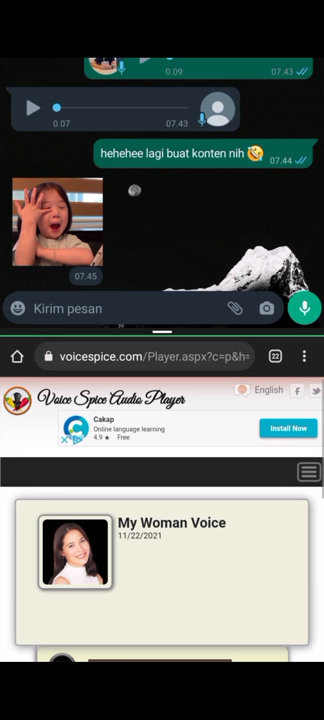 0.09
07.43
0.07
07.43
hehehee lagi buat konten nih
07.44
07.45
Kirim pesan
voicespice.com/Player.aspx?c=p&h=
22
English
Voice Spice Audio Player
Cakap
Online language learning
4.9 ★ Free
Install Now
My Woman Voice
11/22/2021